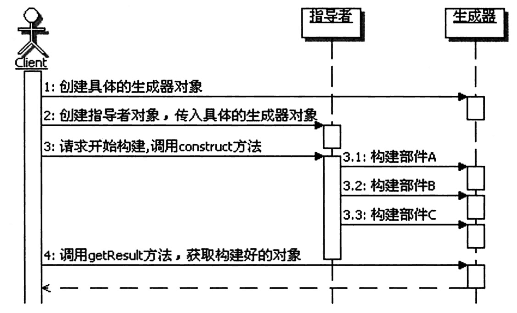 指导者
生成器
Client
1: 创建具体的生成器对象
2: 创建指导者对象，传入具体的生成器对象
3: 请求开始构建,调用construct方法
3.1: 构建部件A
3.2: 构建部件B
3.3: 构建部件C
4: 调用getResult方法，获取构建好的对象